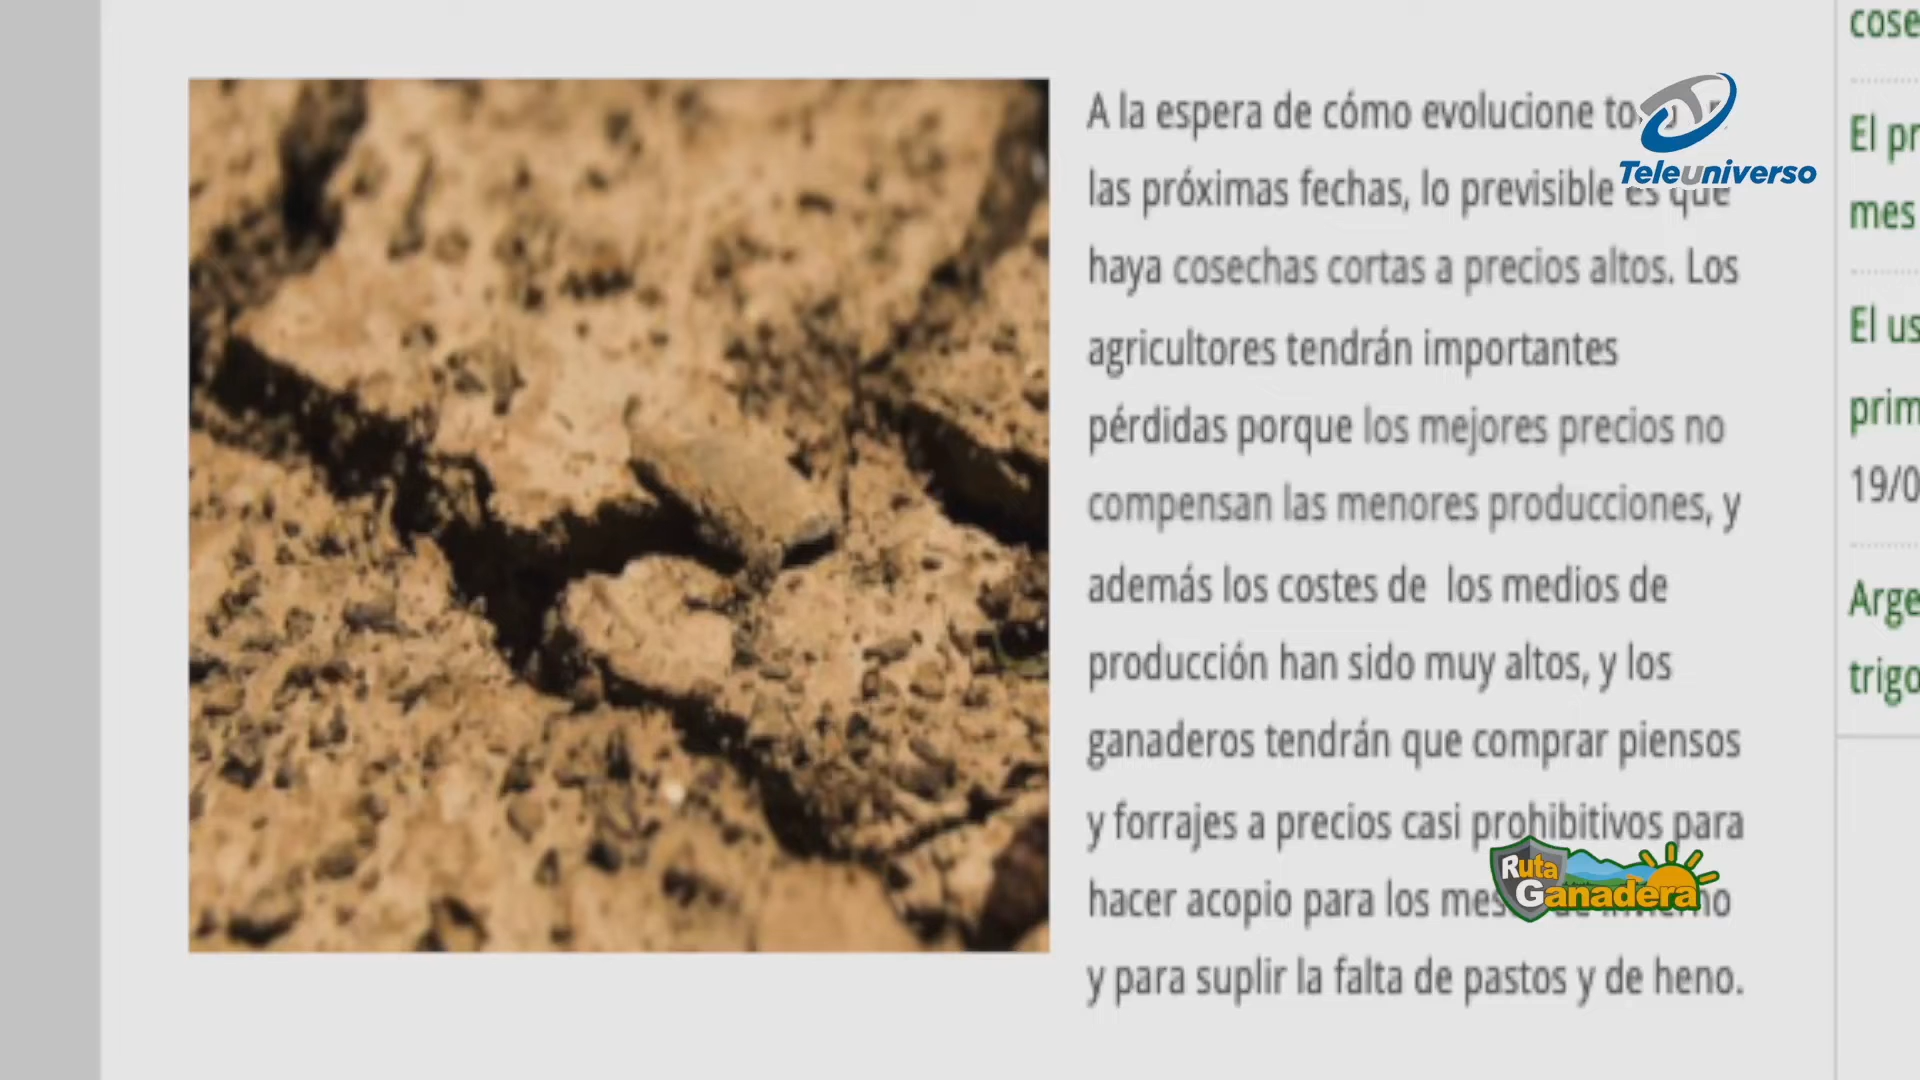 A la espera de cómo evolucione
las próximas fechas, lo previsible es que
haya cosechas cortas a precios altos. Los
agricultores tendrán importantes
pérdidas porque los mejores precios no
compensan las menores producciones, y
además los costes de los medios de
producción han sido muy altos, y los
ganaderos tendrán que comprar piensos
y forrajes a precios casi prohibitivos para
hacer acopio para los
y para suplir la falta de pastos y de heno.
Teleuniverso
Ruta
Ganadera
cose
El pr
mes
El us
prim
19/0
Arge
trigo